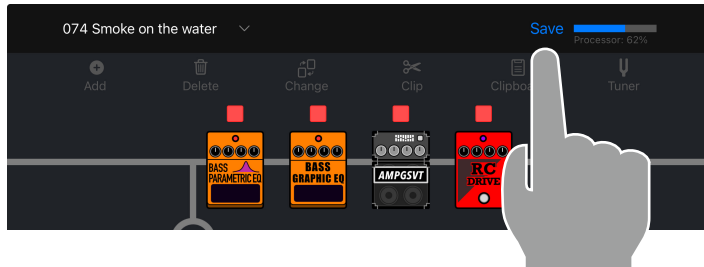 074 Smoke on the water
Save
Processor: 62%
Add
Delete
Change
Clip
Tuner
BASS
PARAMETRIC EQ
BASS
GRAPHIC EQ
AMPGSVT
RC
DRIVE